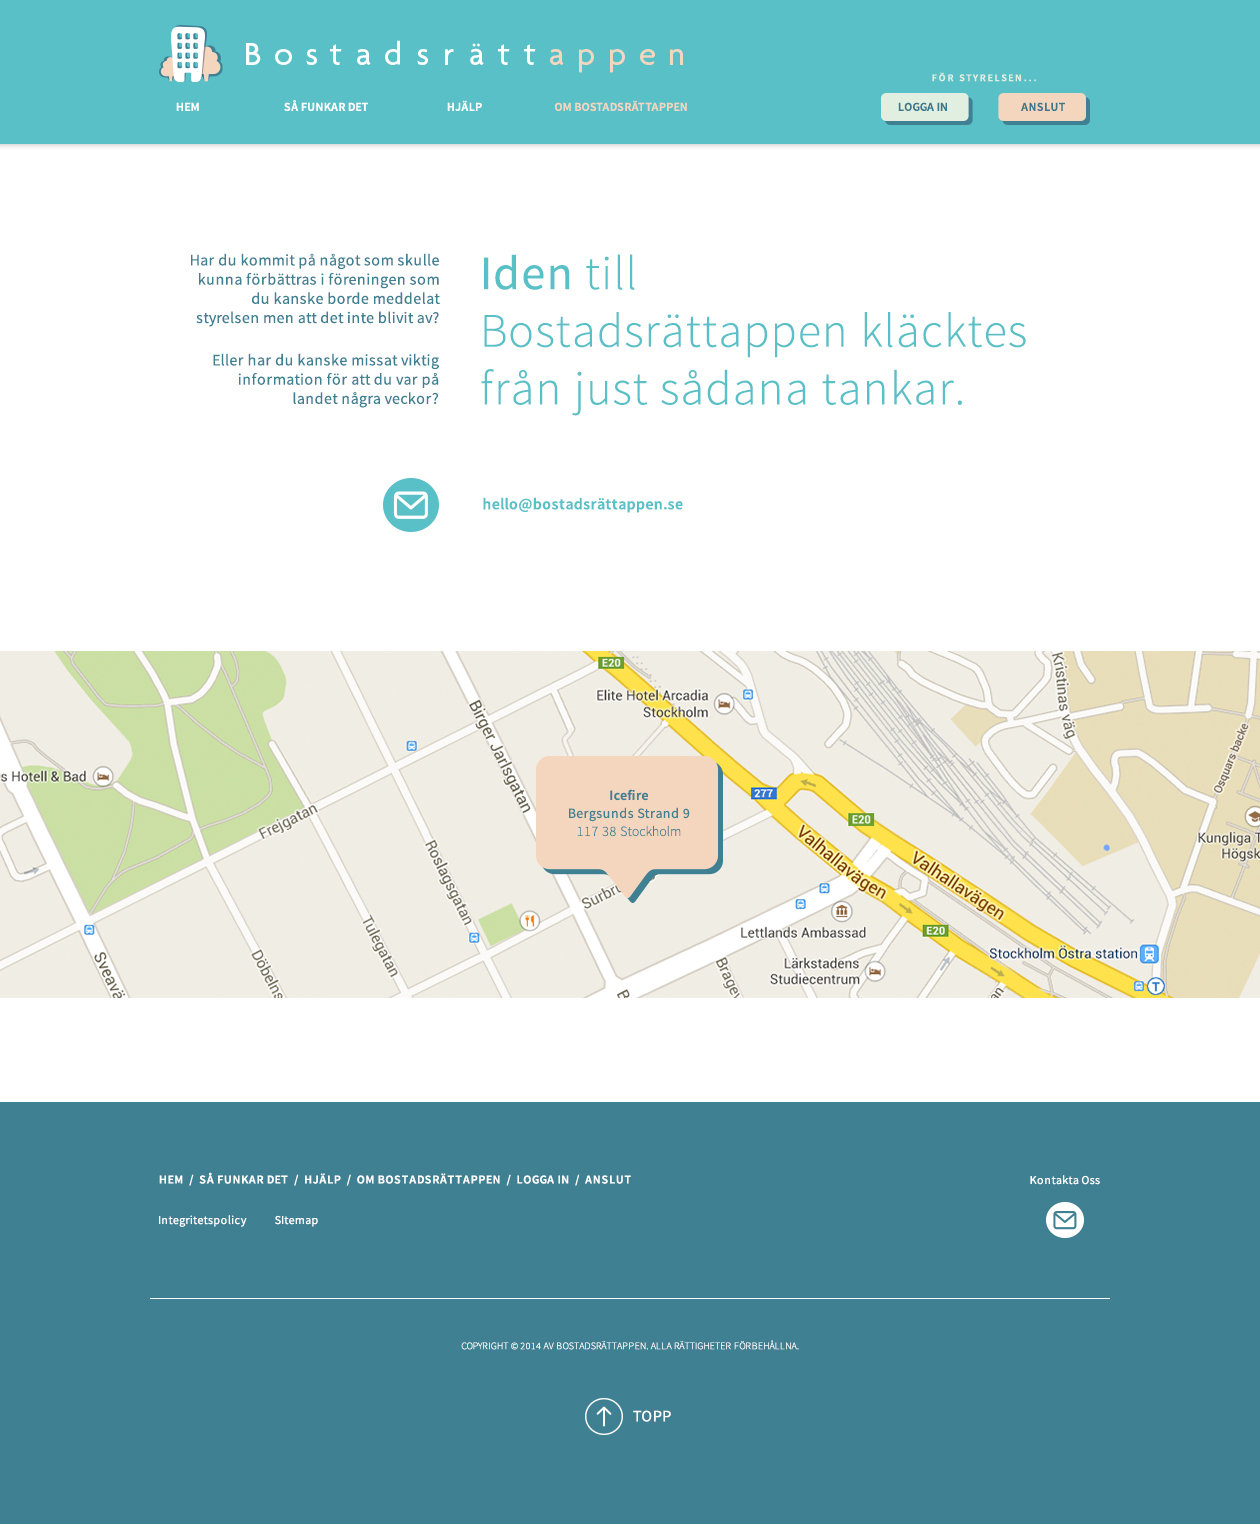 Bostadsrättappen
FÖR STYRELSEN...
HEM
SÅ FUNKAR DET
HJÄLP
OM BOSTADSRÄTTAPPEN
LOGGA IN
ANSLUT
Har du kommit på något som skulle
kunna förbättras i föreningen som
du kanske borde meddelat
styrelsen men att det inte blivit av?
Eller har du kanske missat viktig
information för att du var på
landet några veckor?
Iden till
Bostadsrättappen kläcktes
från just sådana tankar.
hello@bostadsrättappen.se
E20
Elite Hotel Arcadia
Stockholm
Kristinas väg
Birger Jarlsgatan
Osquars backe
s Hotell & Bad
277
Icefire
Bergsunds Strand 9
117 38 Stockholm
E20
Frejgatan
Valhallavägen
Valhallavägen
Kungliga T
Högsk
Roslagsgatan
Surbru
Tulegatan
Lettlands Ambassad
E20
Stockholm Östra station
Döbelns
Sveavä
Lärkstadens
Studiecentrum
Bragev
B
an
T
HEM / SÅ FUNKAR DET / HJÄLP / OM BOSTADSRÄTTAPPEN / LOGGA IN / ANSLUT
Kontakta Oss
Integritetspolicy
SItemap
COPYRIGHT © 2014 AV BOSTADSRÄTTAPPEN. ALLA RÄTTIGHETER FÖRBEHÅLLNA.
TOPP